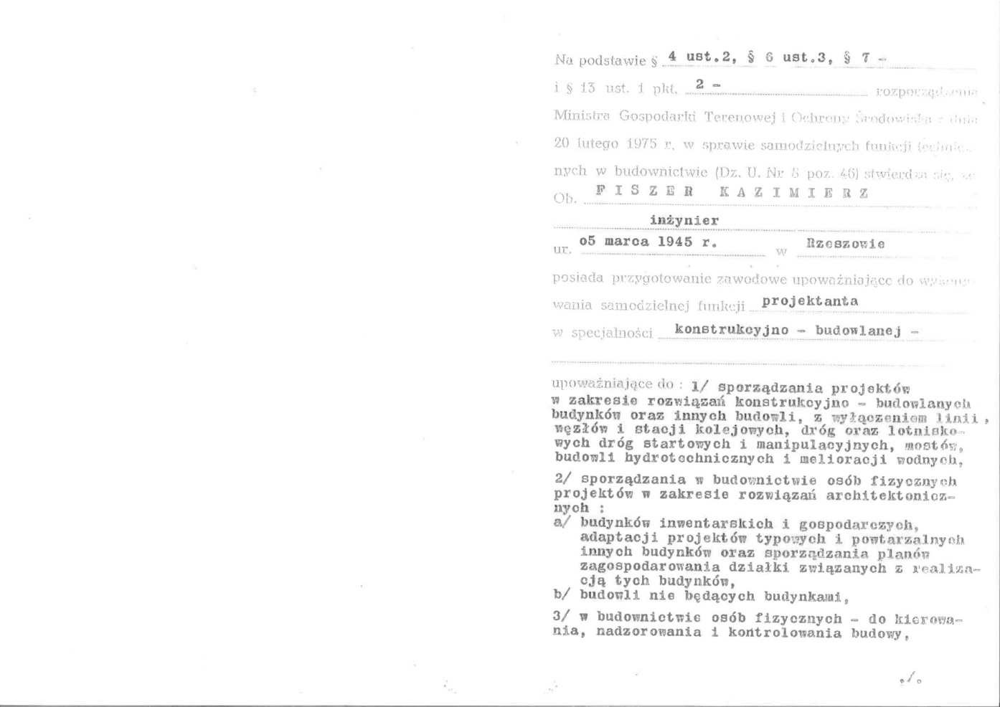 Na podstawie § 4 ust.2, § 6 ust.3, § 7 -
i § 13 ust. 1 pkt. 2 - rozporządzenia
Ministra Gospodarki Terenowej i Ochrony Środowiska z dnia
20 lutego 1975 r. w sprawie samodzielnych funkcji technicz-
nych w budownictwie (Dz. U. Nr 8 poz. 46) stwierdza się, że
Ob. F I S Z E R K A Z I M I E R Z
inżynier
ur. o5 marca 1945 r. w Rzeszowie
posiada przygotowanie zawodowe upoważniające do wykony-
wania samodzielnej funkcji projektanta
w specjalności konstrukcyjno - budowlanej -
upoważniające do : 1/ sporządzania projektów
w zakresie rozwiązań konstrukcyjno - budowlanych
budynków oraz innych budowli, z wyłączeniem linii,
węzłów i stacji kolejowych, dróg oraz lotnisko-
wych dróg startowych i manipulacyjnych, mostów,
budowli hydrotechnicznych i melioracji wodnych,
2/ sporządzania w budownictwie osób fizycznych
projektów w zakresie rozwiązań architektonicz-
nych :
a/ budynków inwentarskich i gospodarczych,
adaptacji projektów typowych i powtarzalnych
innych budynków oraz sporządzania planów
zagospodarowania działki związanych z realiza-
cją tych budynków,
b/ budowli nie będących budynkami,
3/ w budownictwie osób fizycznych - do kierowa-
nia, nadzorowania i kontrolowania budowy,
./.